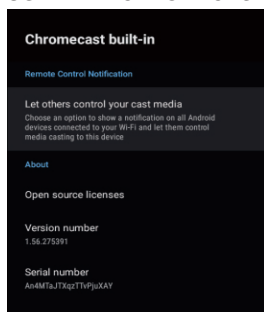 Chromecast built-in
Remote Control Notification
Let others control your cast media
Choose an option to show a notification on all Android
devices connected to your Wi-Fi and let them control
media casting to this device
About
Open source licenses
Version number
1.56.275391
Serial number
An4MTaJTXqzTTvPjuXAY